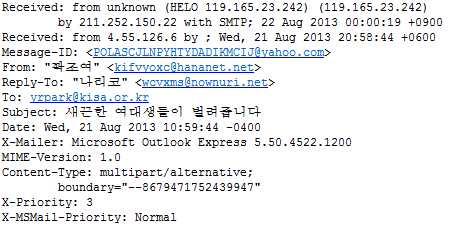 Received: from unknown (HELO 119.165.23.242) (119.165.23.242)
by 211.252.150.22 with SMTP; 22 Aug 2013 00:00:19 +0900
Received: from 4.55.126.6 by ; Wed, 21 Aug 2013 20:58:44 +0600
Message-ID: <POLASCJLNPYHTYDADIKMCIJ@yahoo.com>
From: "곽조여" <kifvvoxc@hananet.net>
Reply-To: "나리코" <wcvxms@nownuri.net>
To: yrpark@kisa.or.kr
Subject: 새끈한 여대생들이 벌려줍니다
Date: Wed, 21 Aug 2013 10:59:44 -0400
X-Mailer: Microsoft Outlook Express 5.50.4522.1200
MIME-Version: 1.0
Content-Type: multipart/alternative;
boundary="--8679471752439947"
X-Priority: 3
X-MSMail-Priority: Normal